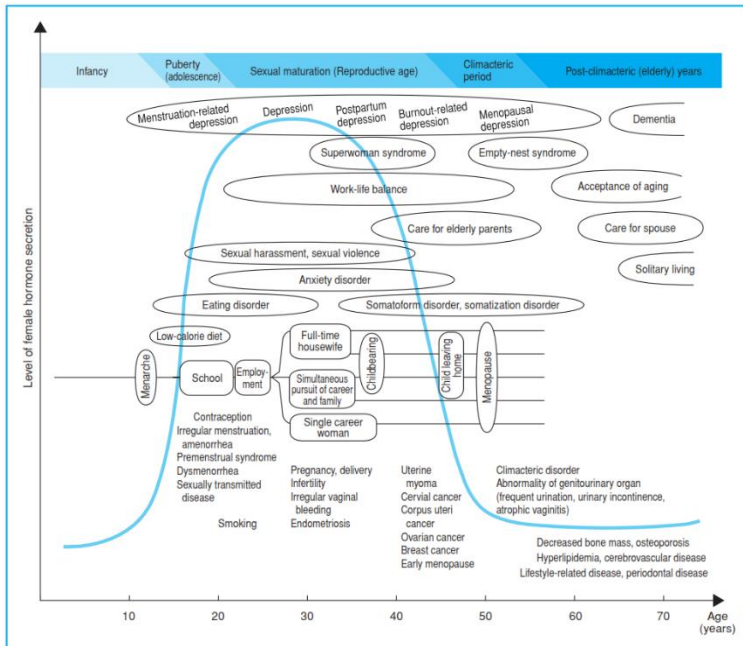 Infancy
Puberty
(adolescence)
Sexual maturation (Reproductive age)
Climacteric
period
Post-climacteric (elderly) years
Menstruation-related
depression
Depression
Postpartum
depression
Burnout-related
depression
Menopausal
depression
Dementia
Superwoman syndrome
Empty-nest syndrome
Work-life balance
Acceptance of aging
Care for elderly parents
Care for spouse
Sexual harassment, sexual violence
Solitary living
Anxiety disorder
Eating disorder
Somatoform disorder, somatization disorder
Low-calorie diet
Level of female hormone secretion
Menarche
School
Employ-
ment
Full-time
housewife
Simultaneous
pursuit of career
and family
Single career
woman
Childbearing
Child leaving
home
Menopause
Contraception
Irregular menstruation,
amenorrhea
Premenstrual syndrome
Dysmenorrhea
Sexually transmitted
disease
Smoking
Pregnancy, delivery
Infertility
Irregular vaginal
bleeding
Endometriosis
Uterine
myoma
Cervial cancer
Corpus uteri
cancer
Ovarian cancer
Breast cancer
Early menopause
Climacteric disorder
Abnormality of genitourinary organ
(frequent urination, urinary incontinence,
atrophic vaginitis)
Decreased bone mass, osteoporosis
Hyperlipidemia, cerebrovascular disease
Lifestyle-related disease, periodontal disease
10 20 30 40 50 60 70 Age
(years)